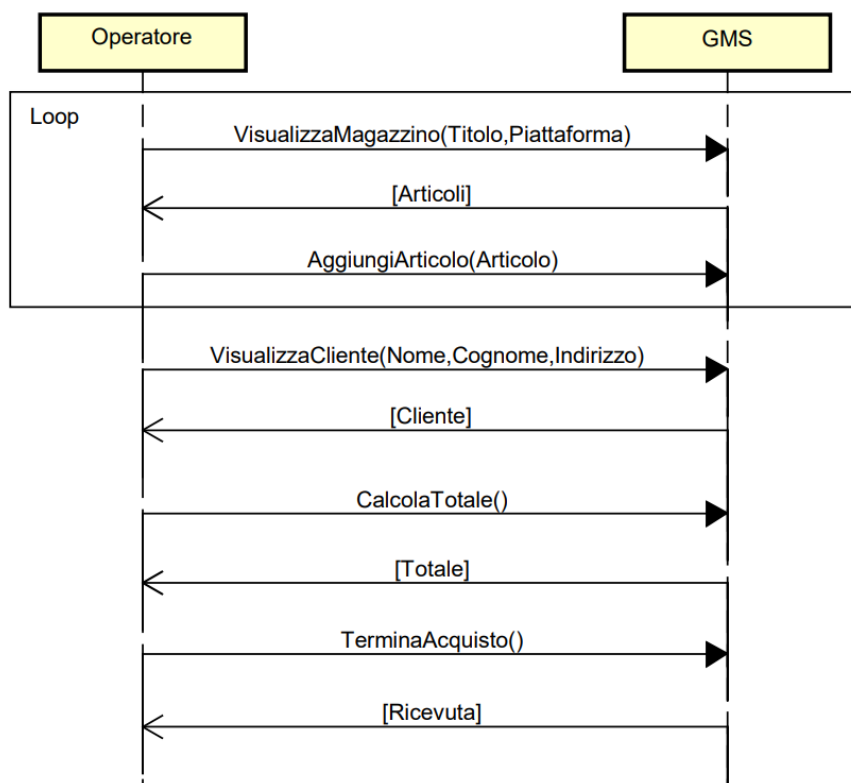 Operatore
GMS
Loop
VisualizzaMagazzino(Titolo,Piattaforma)
[Articoli]
AggiungiArticolo(Articolo)
VisualizzaCliente(Nome,Cognome,Indirizzo)
[Cliente]
CalcolaTotale()
[Totale]
TerminaAcquisto()
[Ricevuta]